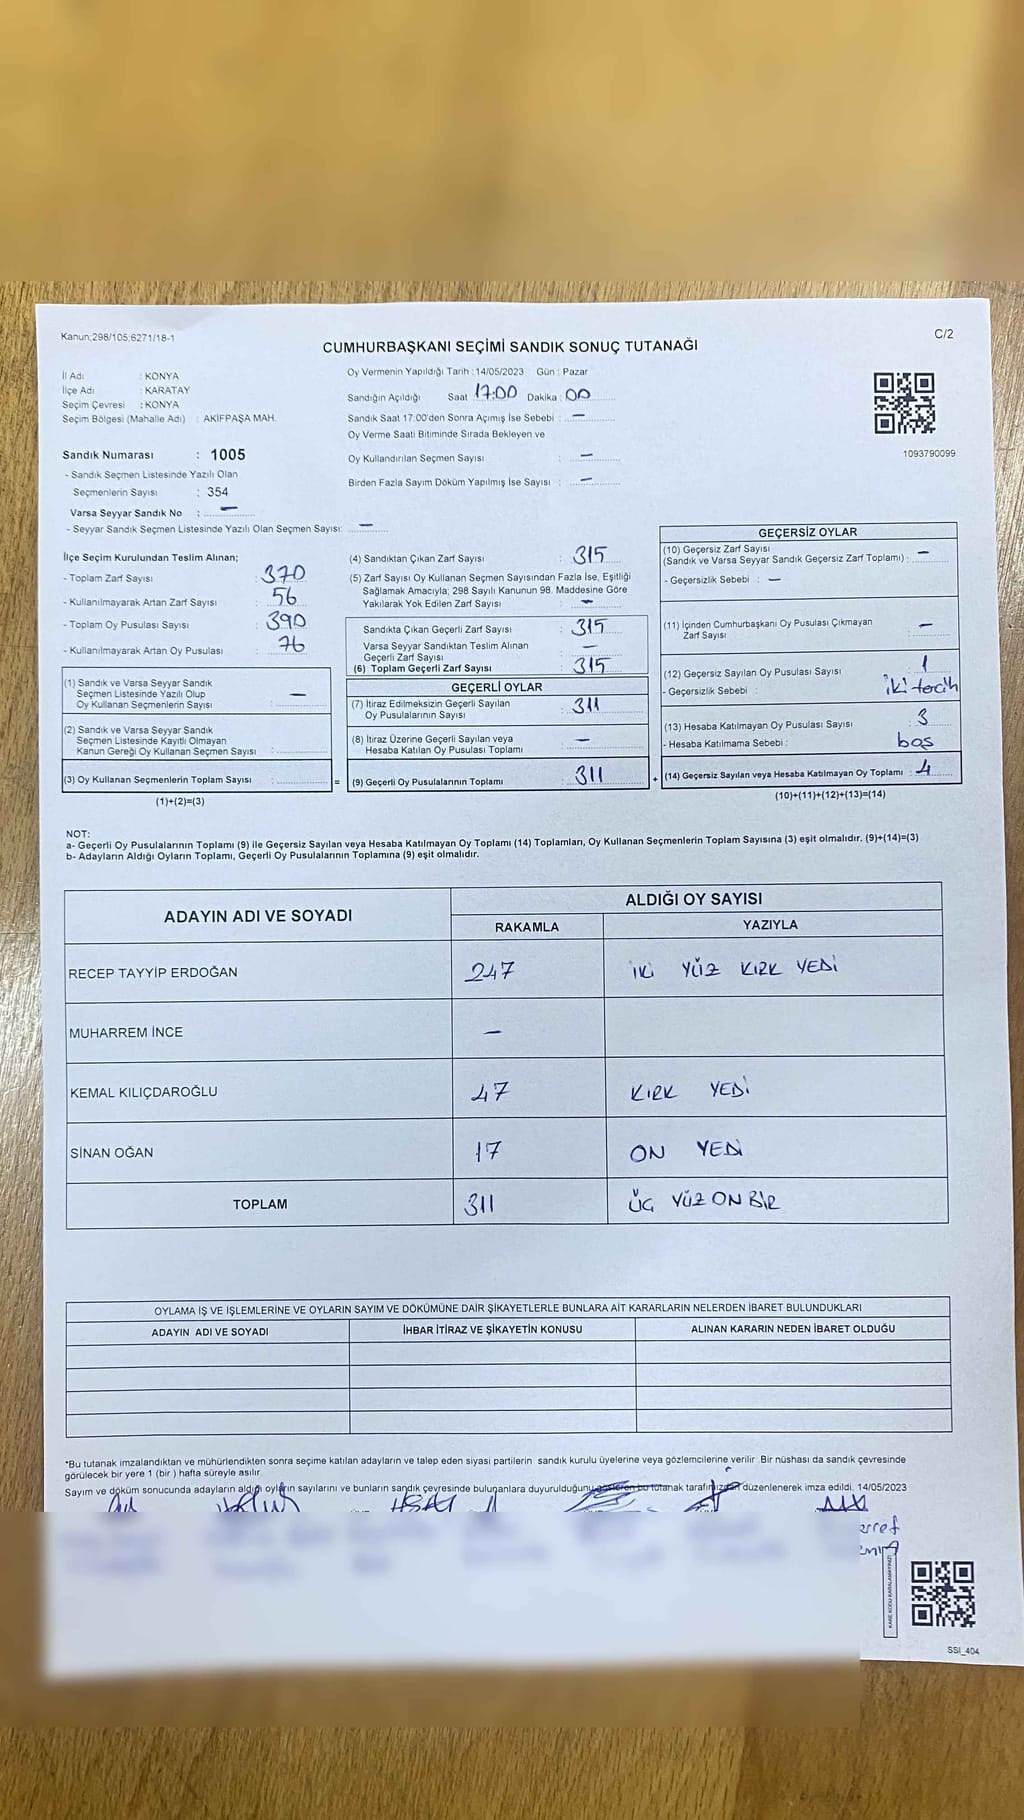 Kanun;298/105;6271/18-1
C/2
CUMHURBAŞKANI SEÇİMİ SANDIK SONUÇ TUTANAĞI
İl Adı : KONYA
İlçe Adı : KARATAY
Seçim Çevresi : KONYA
Seçim Bölgesi (Mahalle Adı) : AKİFPAŞA MAH.
Sandık Numarası : 1005
- Sandık Seçmen Listesinde Yazılı Olan
Seçmenlerin Sayısı : 354
Varsa Seyyar Sandık No : —
- Seyyar Sandık Seçmen Listesinde Yazılı Olan Seçmen Sayısı: —
Oy Vermenin Yapıldığı Tarih : 14/05/2023 Gün : Pazar
Sandığın Açıldığı Saat : 17:00 Dakika : 00
Sandık Saat 17:00'den Sonra Açımış İse Sebebi : —
Oy Verme Saati Bitiminde Sırada Bekleyen ve
Oy Kullandırılan Seçmen Sayısı : —
Birden Fazla Sayım Döküm Yapılmış İse Sayısı : —
1093790099
İlçe Seçim Kurulundan Teslim Alınan;
- Toplam Zarf Sayısı : 370
- Kullanılmayarak Artan Zarf Sayısı : 56
- Toplam Oy Pusulası Sayısı : 390
- Kullanılmayarak Artan Oy Pusulası : 76
(1) Sandık ve Varsa Seyyar Sandık
Seçmen Listesinde Yazılı Olup
Oy Kullanan Seçmenlerin Sayısı : —
(2) Sandık ve Varsa Seyyar Sandık
Seçmen Listesinde Kayıtlı Olmayan
Kanun Gereği Oy Kullanan Seçmen Sayısı :
(3) Oy Kullanan Seçmenlerin Toplam Sayısı :
(1)+(2)=(3)
=
(4) Sandıktan Çıkan Zarf Sayısı : 315
(5) Zarf Sayısı Oy Kullanan Seçmen Sayısından Fazla İse, Eşitliği
Sağlamak Amacıyla; 298 Sayılı Kanunun 98. Maddesine Göre
Yakılarak Yok Edilen Zarf Sayısı : —
Sandıkta Çıkan Geçerli Zarf Sayısı : 315
Varsa Seyyar Sandıktan Teslim Alınan
Geçerli Zarf Sayısı : —
(6) Toplam Geçerli Zarf Sayısı : 315
GEÇERLİ OYLAR
(7) İtiraz Edilmeksizin Geçerli Sayılan
Oy Pusulalarının Sayısı : 311
(8) İtiraz Üzerine Geçerli Sayılan veya
Hesaba Katılan Oy Pusulası Toplamı : —
(9) Geçerli Oy Pusulalarının Toplamı : 311
+
GEÇERSİZ OYLAR
(10) Geçersiz Zarf Sayısı
(Sandık ve Varsa Seyyar Sandık Geçersiz Zarf Toplamı) : —
- Geçersizlik Sebebi : —
(11) İçinden Cumhurbaşkanı Oy Pusulası Çıkmayan
Zarf Sayısı : —
(12) Geçersiz Sayılan Oy Pusulası Sayısı : 1
- Geçersizlik Sebebi : iki tercih
(13) Hesaba Katılmayan Oy Pusulası Sayısı : 3
- Hesaba Katılmama Sebebi : boş
(14) Geçersiz Sayılan veya Hesaba Katılmayan Oy Toplamı : 4
(10)+(11)+(12)+(13)=(14)
NOT:
a- Geçerli Oy Pusulalarının Toplamı (9) ile Geçersiz Sayılan veya Hesaba Katılmayan Oy Toplamı (14) Toplamları, Oy Kullanan Seçmenlerin Toplam Sayısına (3) eşit olmalıdır. (9)+(14)=(3)
b- Adayların Aldığı Oyların Toplamı, Geçerli Oy Pusulalarının Toplamına (9) eşit olmalıdır.
ADAYIN ADI VE SOYADI
ALDIĞI OY SAYISI
RAKAMLA YAZIYLA
RECEP TAYYİP ERDOĞAN 247 İKİ YÜZ KIRK YEDİ
MUHARREM İNCE —
KEMAL KILIÇDAROĞLU 47 KIRK YEDİ
SİNAN OĞAN 17 ON YEDİ
TOPLAM 311 ÜÇ YÜZ ON BİR
OYLAMA İŞ VE İŞLEMLERİNE VE OYLARIN SAYIM VE DÖKÜMÜNE DAİR ŞİKAYETLERLE BUNLARA AİT KARARLARIN NELERDEN İBARET BULUNDUKLARI
ADAYIN ADI VE SOYADI İHBAR İTİRAZ VE ŞİKAYETİN KONUSU ALINAN KARARIN NEDEN İBARET OLDUĞU
*Bu tutanak imzalandıktan ve mühürlendikten sonra seçime katılan adayların ve talep eden siyasi partilerin sandık kurulu üyelerine veya gözlemcilerine verilir. Bir nüshası da sandık çevresinde
görülecek bir yere 1 (bir) hafta süreyle asılır.
Sayım ve döküm sonucunda adayların aldığı oyların sayılarını ve bunların sandık çevresinde bulunanlara duyurulduğunu gösteren bu tutanak tarafımızdan düzenlenerek imza edildi. 14/05/2023
SSI_404